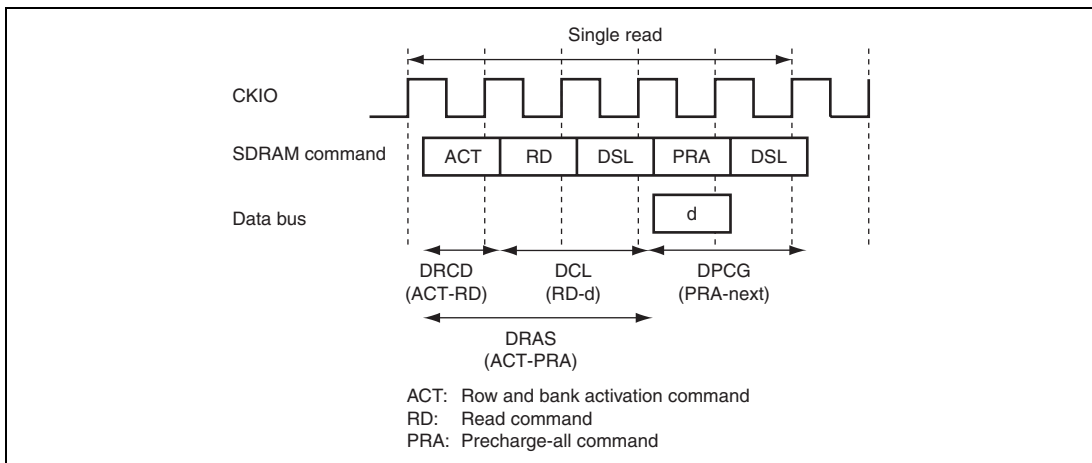 Single read
CKIO
SDRAM command
ACT RD DSL PRA DSL
Data bus
d
DRCD DCL DPCG
(ACT-RD) (RD-d) (PRA-next)
DRAS
(ACT-PRA)
ACT: Row and bank activation command
RD: Read command
PRA: Precharge-all command